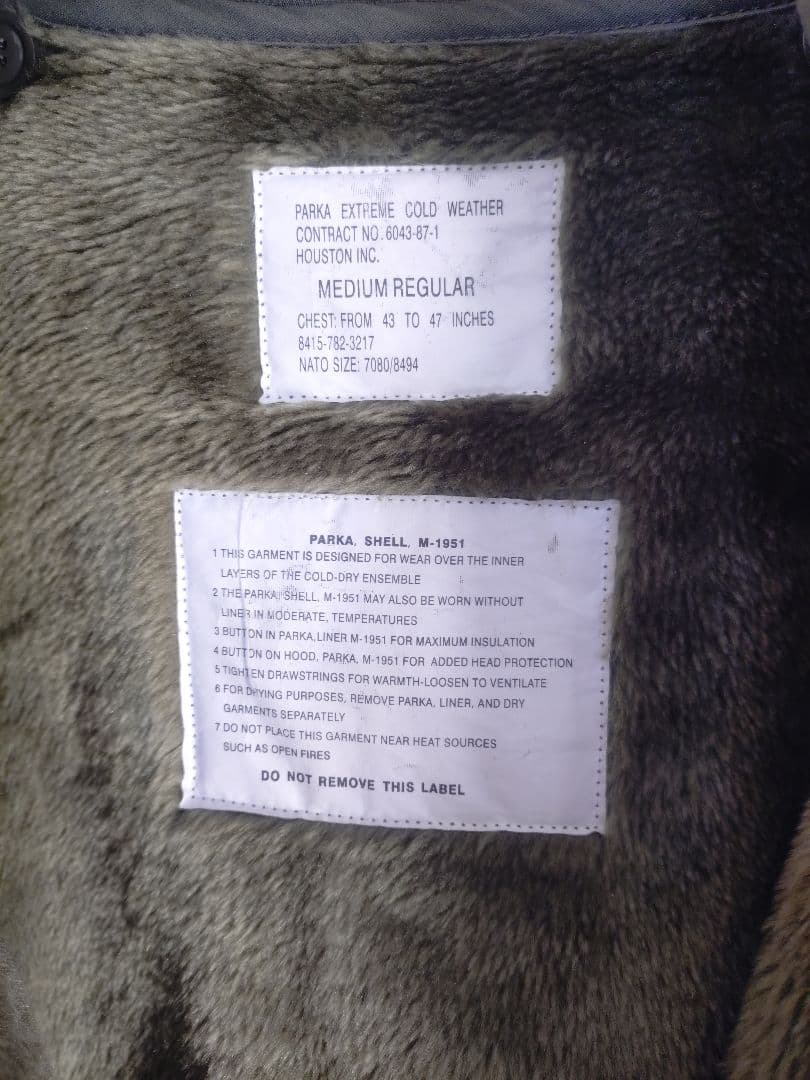 PARKA EXTREME COLD WEATHER
CONTRACT NO.6043-87-1
HOUSTON INC.
MEDIUM REGULAR
CHEST: FROM 43 TO 47 INCHES
8415-782-3217
NATO SIZE: 7080/8494
PARKA, SHELL, M-1951
1 THIS GARMENT IS DESIGNED FOR WEAR OVER THE INNER
LAYERS OF THE COLD-DRY ENSEMBLE
2 THE PARKA, SHELL, M-1951 MAY ALSO BE WORN WITHOUT
LINER IN MODERATE, TEMPERATURES
3 BUTTON IN PARKA,LINER M-1951 FOR MAXIMUM INSULATION
4 BUTTON ON HOOD, PARKA, M-1951 FOR ADDED HEAD PROTECTION
5 TIGHTEN DRAWSTRINGS FOR WARMTH-LOOSEN TO VENTILATE
6 FOR DRYING PURPOSES, REMOVE PARKA, LINER, AND DRY
GARMENTS SEPARATELY
7 DO NOT PLACE THIS GARMENT NEAR HEAT SOURCES
SUCH AS OPEN FIRES
DO NOT REMOVE THIS LABEL